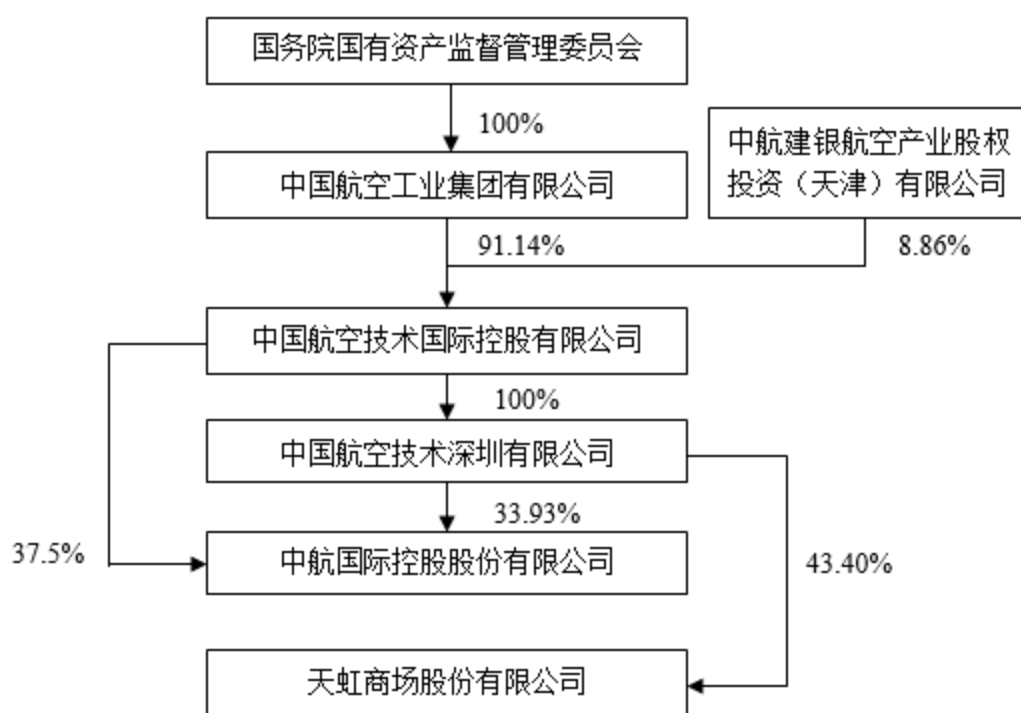 国务院国有资产监督管理委员会
100%
中航建银航空产业股权
投资（天津）有限公司
中国航空工业集团有限公司
91.14%
8.86%
中国航空技术国际控股有限公司
100%
中国航空技术深圳有限公司
33.93%
37.5%
中航国际控股股份有限公司
43.40%
天虹商场股份有限公司